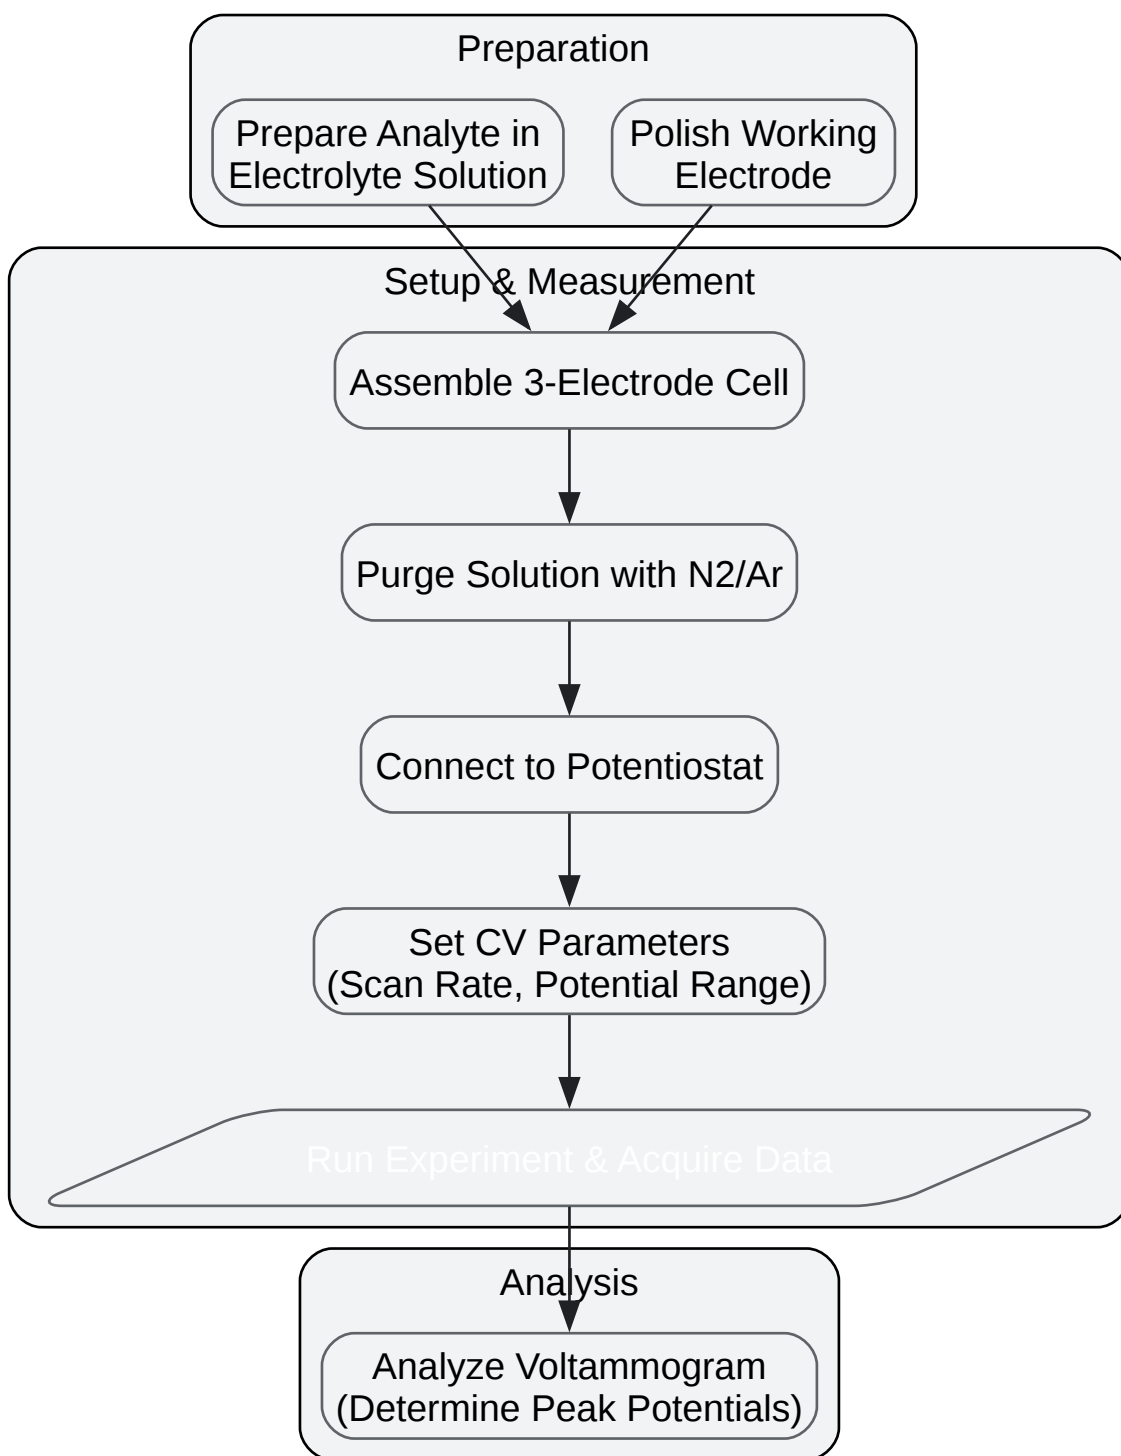 Preparation
Prepare Analyte in
Electrolyte Solution
Polish Working
Electrode
Setup & Measurement
Assemble 3-Electrode Cell
Purge Solution with N2/Ar
Connect to Potentiostat
Set CV Parameters
(Scan Rate, Potential Range)
Run Experiment & Acquire Data
Analysis
Analyze Voltammogram
(Determine Peak Potentials)